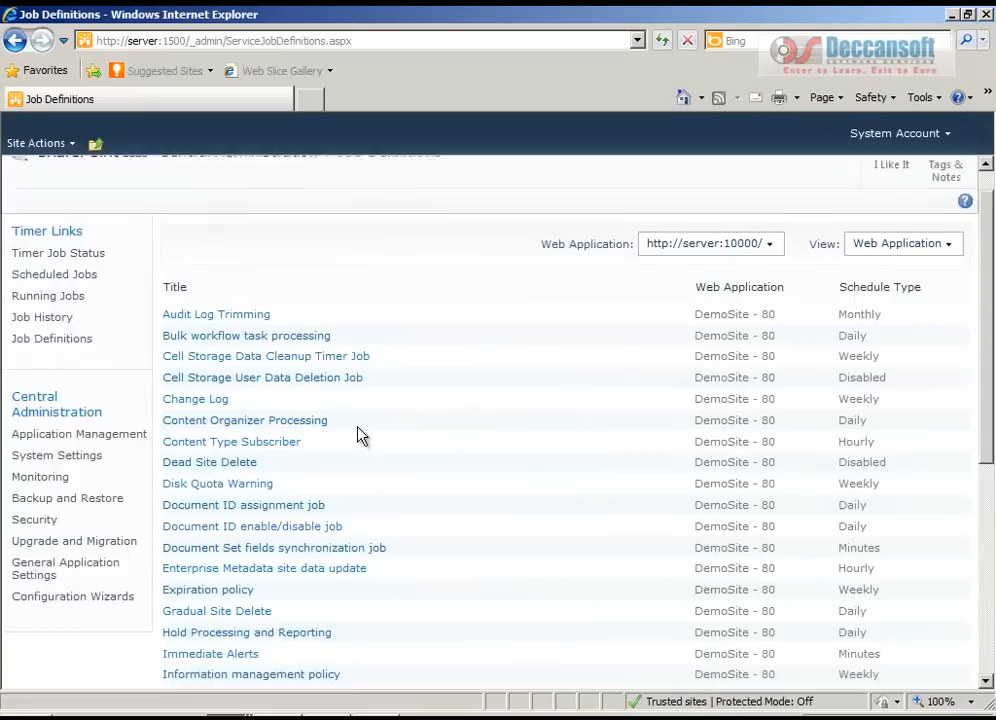 Job Definitions - Windows Internet Explorer
http://server:1500/_admin/ServiceJobDefinitions.aspx
Bing
Deccansoft
SOFTWARE SERVICES
Enter to Learn, Exit to Earn
Favorites
Suggested Sites
Web Slice Gallery
Job Definitions
Page
Safety
Tools
Site Actions
System Account
I Like It
Tags &
Notes
Timer Links
Timer Job Status
Scheduled Jobs
Running Jobs
Job History
Job Definitions
Central
Administration
Application Management
System Settings
Monitoring
Backup and Restore
Security
Upgrade and Migration
General Application
Settings
Configuration Wizards
Web Application: http://server:10000/ View: Web Application
Title Web Application Schedule Type
Audit Log Trimming DemoSite - 80 Monthly
Bulk workflow task processing DemoSite - 80 Daily
Cell Storage Data Cleanup Timer Job DemoSite - 80 Weekly
Cell Storage User Data Deletion Job DemoSite - 80 Disabled
Change Log DemoSite - 80 Weekly
Content Organizer Processing DemoSite - 80 Daily
Content Type Subscriber DemoSite - 80 Hourly
Dead Site Delete DemoSite - 80 Disabled
Disk Quota Warning DemoSite - 80 Weekly
Document ID assignment job DemoSite - 80 Daily
Document ID enable/disable job DemoSite - 80 Daily
Document Set fields synchronization job DemoSite - 80 Minutes
Enterprise Metadata site data update DemoSite - 80 Hourly
Expiration policy DemoSite - 80 Weekly
Gradual Site Delete DemoSite - 80 Daily
Hold Processing and Reporting DemoSite - 80 Daily
Immediate Alerts DemoSite - 80 Minutes
Information management policy DemoSite - 80 Weekly
Trusted sites | Protected Mode: Off
100%